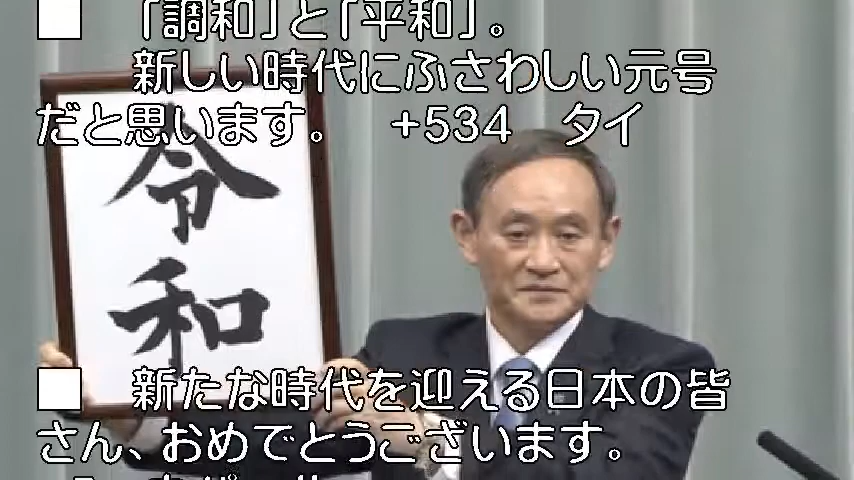 ■ 「調和」と「平和」。
新しい時代にふさわしい元号
だと思います。 +534 タイ
令和
■ 新たな時代を迎える日本の皆
さん、おめでとうございます。